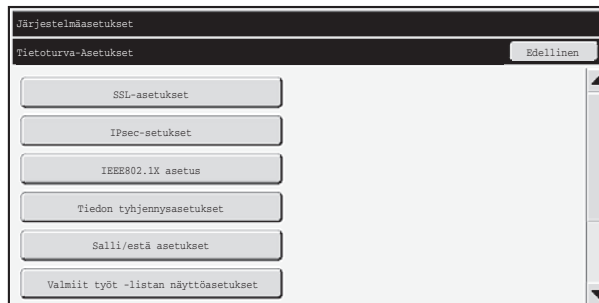 Järjestelmäasetukset
Tietoturva-Asetukset
Edellinen
SSL-asetukset
IPsec-setukset
IEEE802.1X asetus
Tiedon tyhjennysasetukset
Salli/estä asetukset
Valmiit työt -listan näyttöasetukset